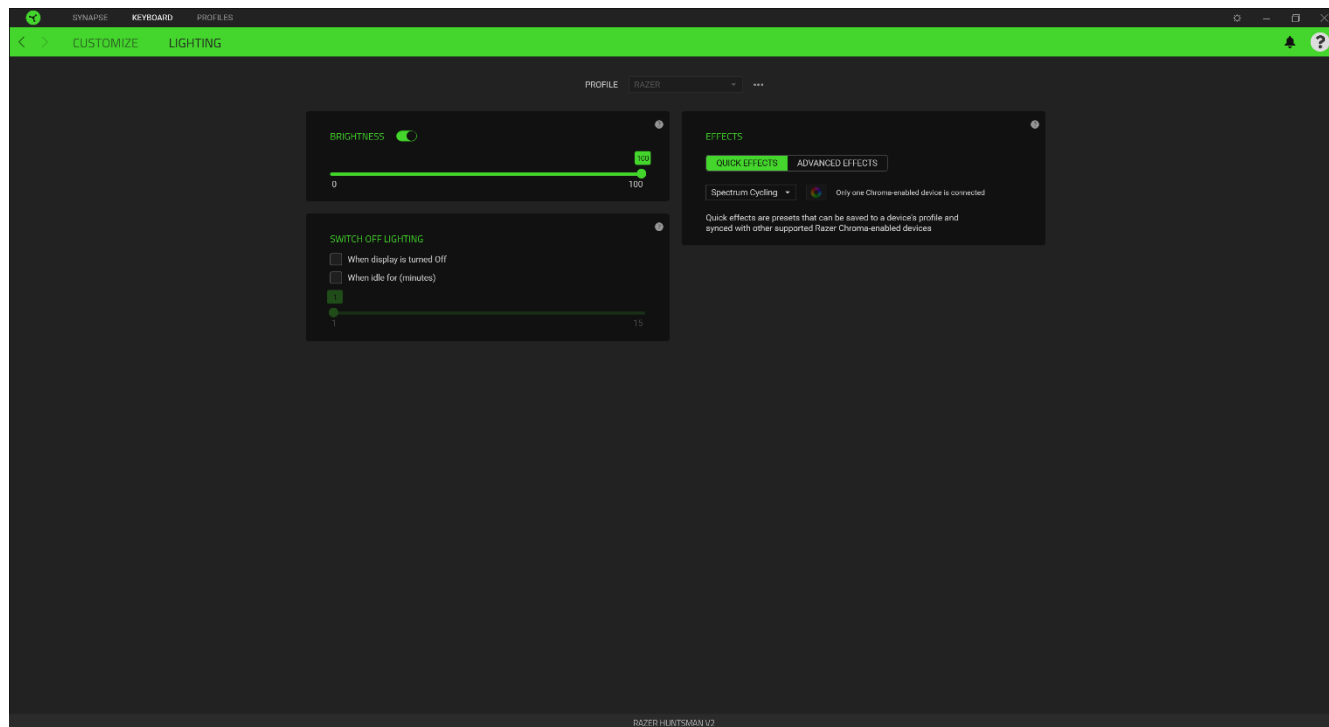 SYNAPSE KEYBOARD PROFILES
CUSTOMIZE LIGHTING
PROFILE RAZER
BRIGHTNESS
100
0 100
SWITCH OFF LIGHTING
When display is turned Off
When idle for (minutes)
1
1 15
EFFECTS
QUICK EFFECTS ADVANCED EFFECTS
Spectrum Cycling Only one Chroma-enabled device is connected
Quick effects are presets that can be saved to a device's profile and
synced with other supported Razer Chroma-enabled devices
RAZER HUNTSMAN V2